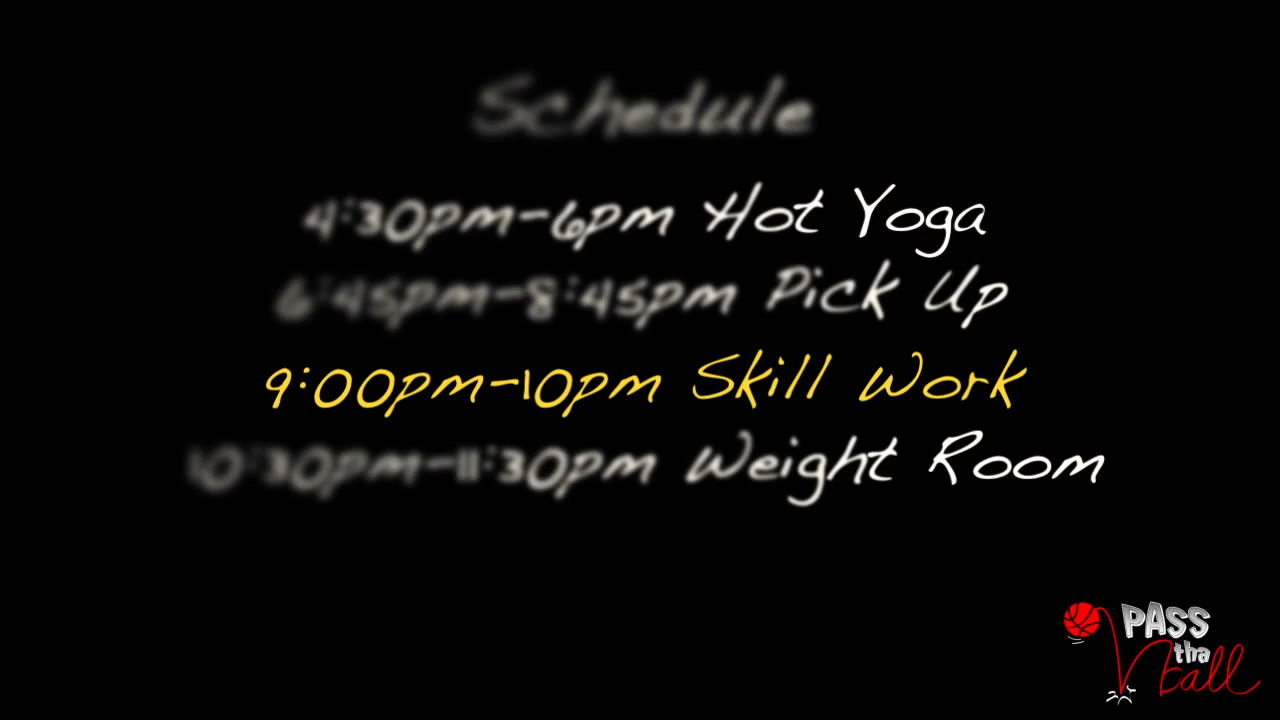 Schedule
4:30pm-6pm Hot Yoga
6:45pm-8:45pm Pick Up
9:00pm-10pm Skill Work
10:30pm-11:30pm Weight Room
PASS
tha
ball